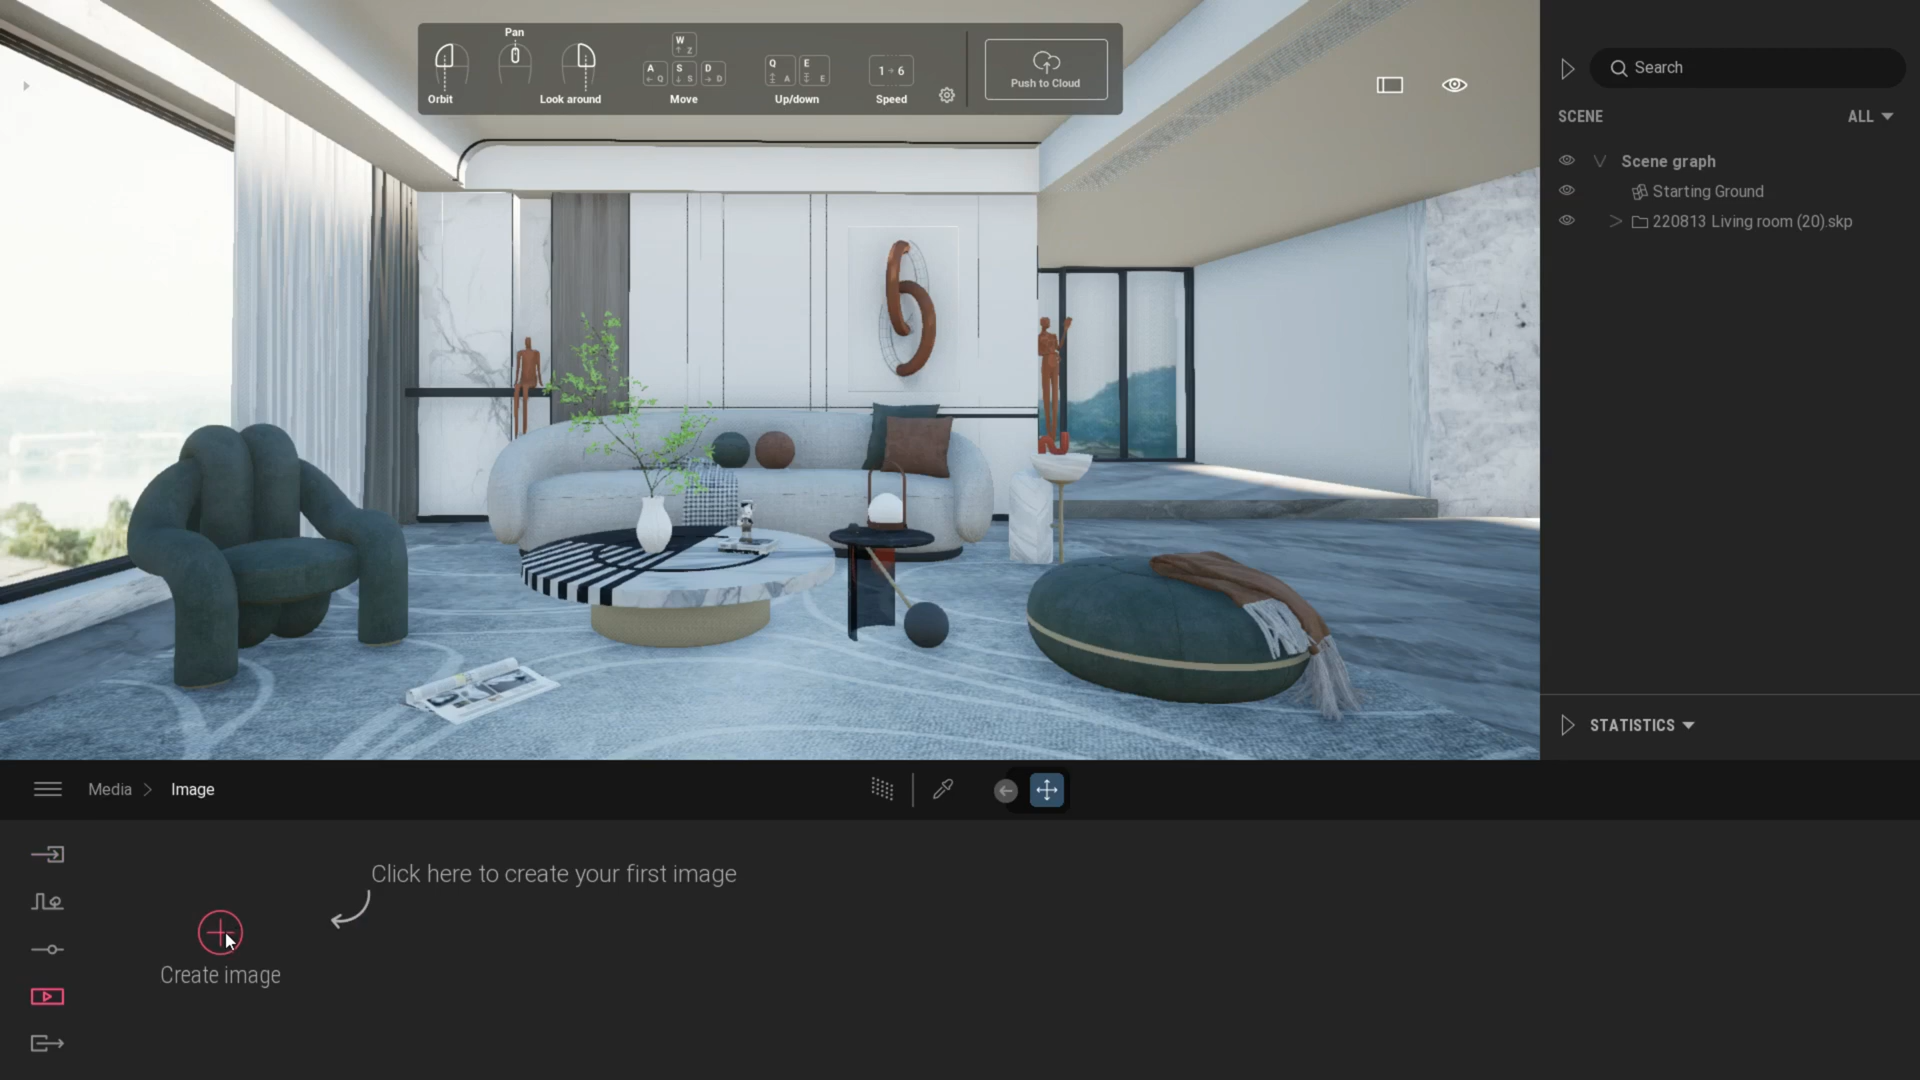 Pan
Orbit
Look around
W
Z
A
Q
S
S
D
D
Move
Q
A
E
E
Up/down
1 → 6
Speed
Push to Cloud
Search
SCENE
ALL
Scene graph
Starting Ground
220813 Living room (20).skp
STATISTICS
Media
Image
Click here to create your first image
Create image